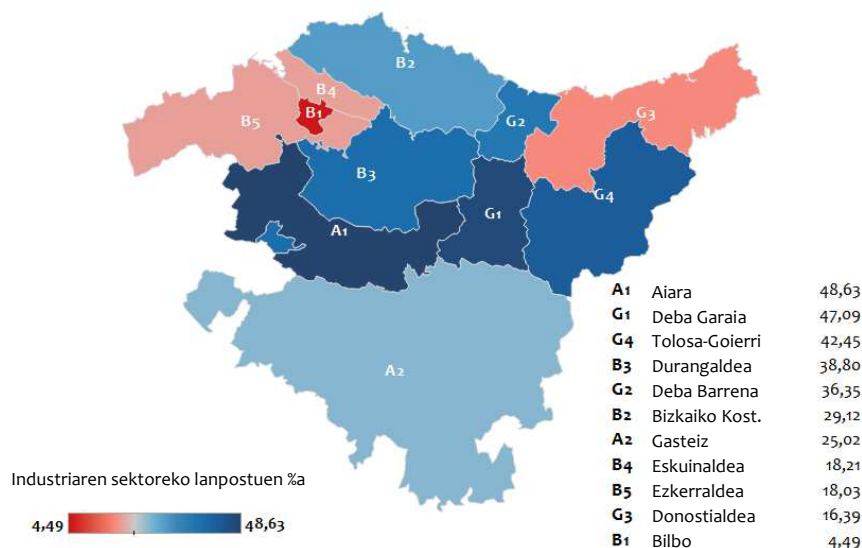 B2
B4
B1
B5
G2
G3
B3
G4
G1
A1
A2
A1 Aiara 48,63
G1 Deba Garaia 47,09
G4 Tolosa-Goierri 42,45
B3 Durangaldea 38,80
G2 Deba Barrena 36,35
B2 Bizkaiko Kost. 29,12
A2 Gasteiz 25,02
B4 Eskuinaldea 18,21
B5 Ezkerraldea 18,03
G3 Donostialdea 16,39
B1 Bilbo 4,49
Industriaren sektoreko lanpostuen %a
4,49 48,63